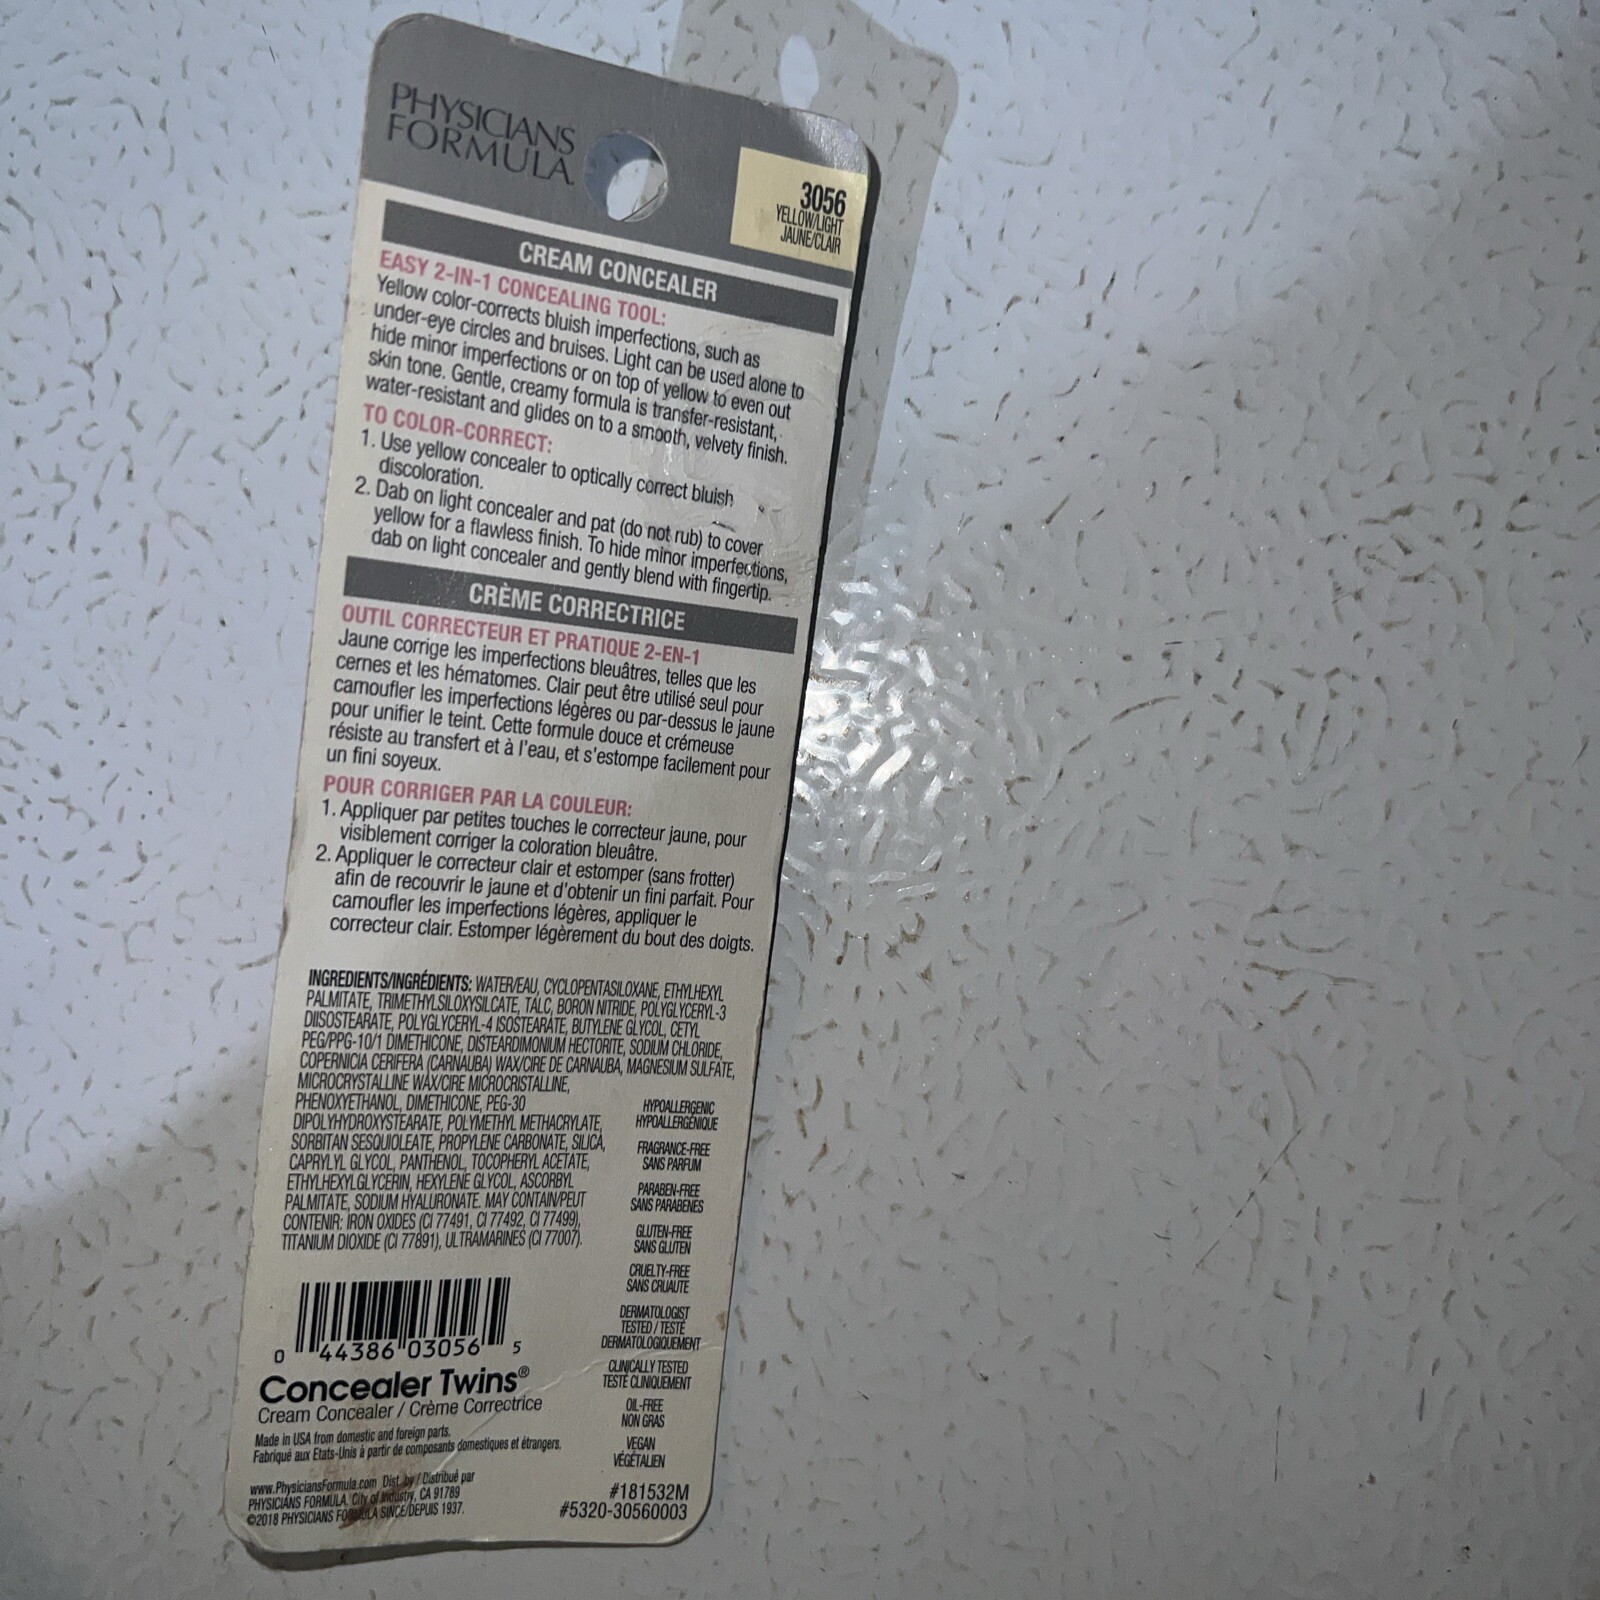 PHYSICIANS
FORMULA
3056
YELLOW/LIGHT
JAUNE/CLAIR
CREAM CONCEALER
EASY 2-IN-1 CONCEALING TOOL:
Yellow color-corrects bluish imperfections, such as
under-eye circles and bruises. Light can be used alone to
hide minor imperfections or on top of yellow to even out
skin tone. Gentle, creamy formula is transfer-resistant,
water-resistant and glides on to a smooth, velvety finish.
TO COLOR-CORRECT:
1. Use yellow concealer to optically correct bluish
discoloration.
2. Dab on light concealer and pat (do not rub) to cover
yellow for a flawless finish. To hide minor imperfections,
dab on light concealer and gently blend with fingertip.
CRÈME CORRECTRICE
OUTIL CORRECTEUR ET PRATIQUE 2-EN-1
Jaune corrige les imperfections bleuâtres, telles que les
cernes et les hématomes. Clair peut être utilisé seul pour
camoufler les imperfections légères ou par-dessus le jaune
pour unifier le teint. Cette formule douce et crémeuse
résiste au transfert et à l'eau, et s'estompe facilement pour
un fini soyeux.
POUR CORRIGER PAR LA COULEUR:
1. Appliquer par petites touches le correcteur jaune, pour
visiblement corriger la coloration bleuâtre.
2. Appliquer le correcteur clair et estomper (sans frotter)
afin de recouvrir le jaune et d'obtenir un fini parfait. Pour
camoufler les imperfections légères, appliquer le
correcteur clair. Estomper légèrement du bout des doigts.
INGREDIENTS/INGRÉDIENTS: WATER/EAU, CYCLOPENTASILOXANE, ETHYLHEXYL
PALMITATE, TRIMETHYLSILOXYSILCATE, TALC, BORON NITRIDE, POLYGLYCERYL-3
DIISOSTEARATE, POLYGLYCERYL-4 ISOSTEARATE, BUTYLENE GLYCOL, CETYL
PEG/PPG-10/1 DIMETHICONE, DISTEARDIMONIUM HECTORITE, SODIUM CHLORIDE,
COPERNICIA CERIFERA (CARNAUBA) WAX/CIRE DE CARNAUBA, MAGNESIUM SULFATE,
MICROCRYSTALLINE WAX/CIRE MICROCRISTALLINE,
PHENOXYETHANOL, DIMETHICONE, PEG-30
DIPOLYHYDROXYSTEARATE, POLYMETHYL METHACRYLATE,
SORBITAN SESQUIOLEATE, PROPYLENE CARBONATE, SILICA,
CAPRYLYL GLYCOL, PANTHENOL, TOCOPHERYL ACETATE,
ETHYLHEXYLGLYCERIN, HEXYLENE GLYCOL, ASCORBYL
PALMITATE, SODIUM HYALURONATE. MAY CONTAIN/PEUT
CONTENIR: IRON OXIDES (CI 77491, CI 77492, CI 77499),
TITANIUM DIOXIDE (CI 77891), ULTRAMARINES (CI 77007).
HYPOALLERGENIC
HYPOALLERGÉNIQUE
FRAGRANCE-FREE
SANS PARFUM
PARABEN-FREE
SANS PARABENES
GLUTEN-FREE
SANS GLUTEN
CRUELTY-FREE
SANS CRUAUTE
DERMATOLOGIST
TESTED / TESTÉ
DERMATOLOGIQUEMENT
CLINICALLY TESTED
TESTE CLINIQUEMENT
OIL-FREE
NON GRAS
VEGAN
VÉGÉTALIEN
0 44386 03056 5
Concealer Twins®
Cream Concealer / Crème Correctrice
Made in USA from domestic and foreign parts.
Fabriqué aux Etats-Unis à partir de composants domestiques et étrangers.
www.PhysiciansFormula.com Dist. by / Distribué par
PHYSICIANS FORMULA, City of Industry, CA 91789
©2018 PHYSICIANS FORMULA SINCE/DEPUIS 1937.
#181532M
#5320-30560003